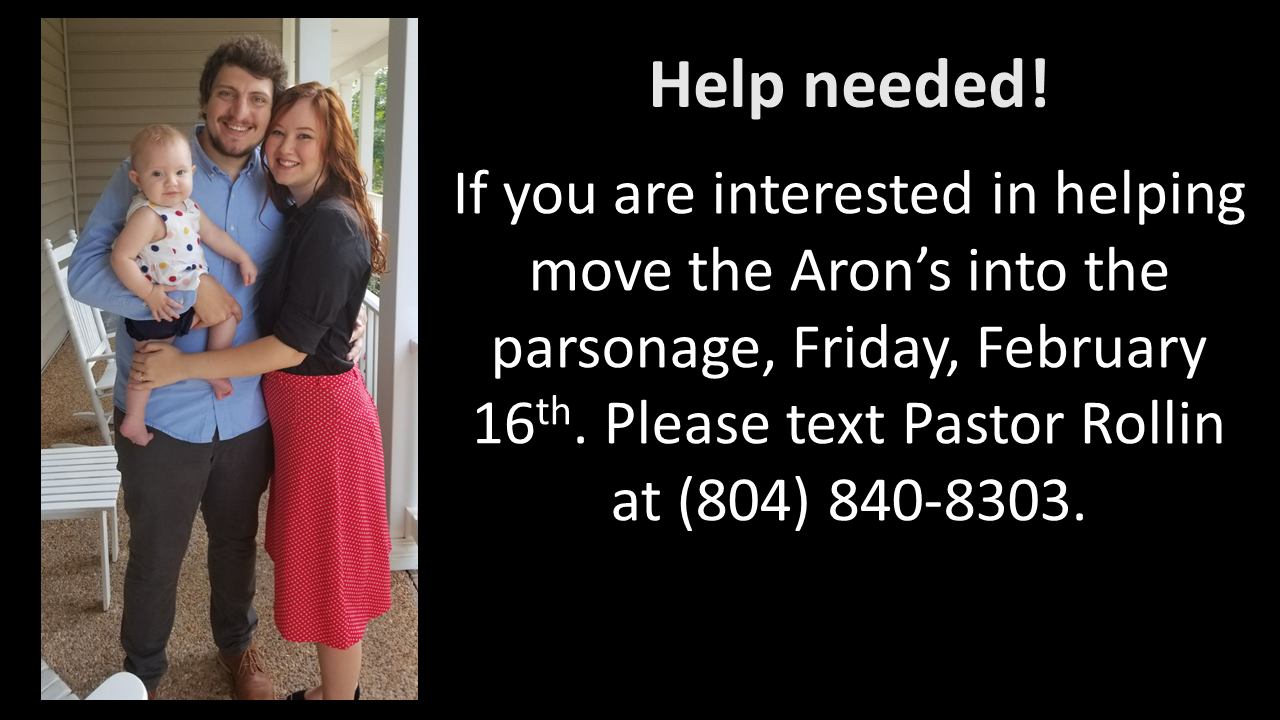 Help needed!
If you are interested in helping
move the Aron’s into the
parsonage, Friday, February
16th. Please text Pastor Rollin
at (804) 840-8303.